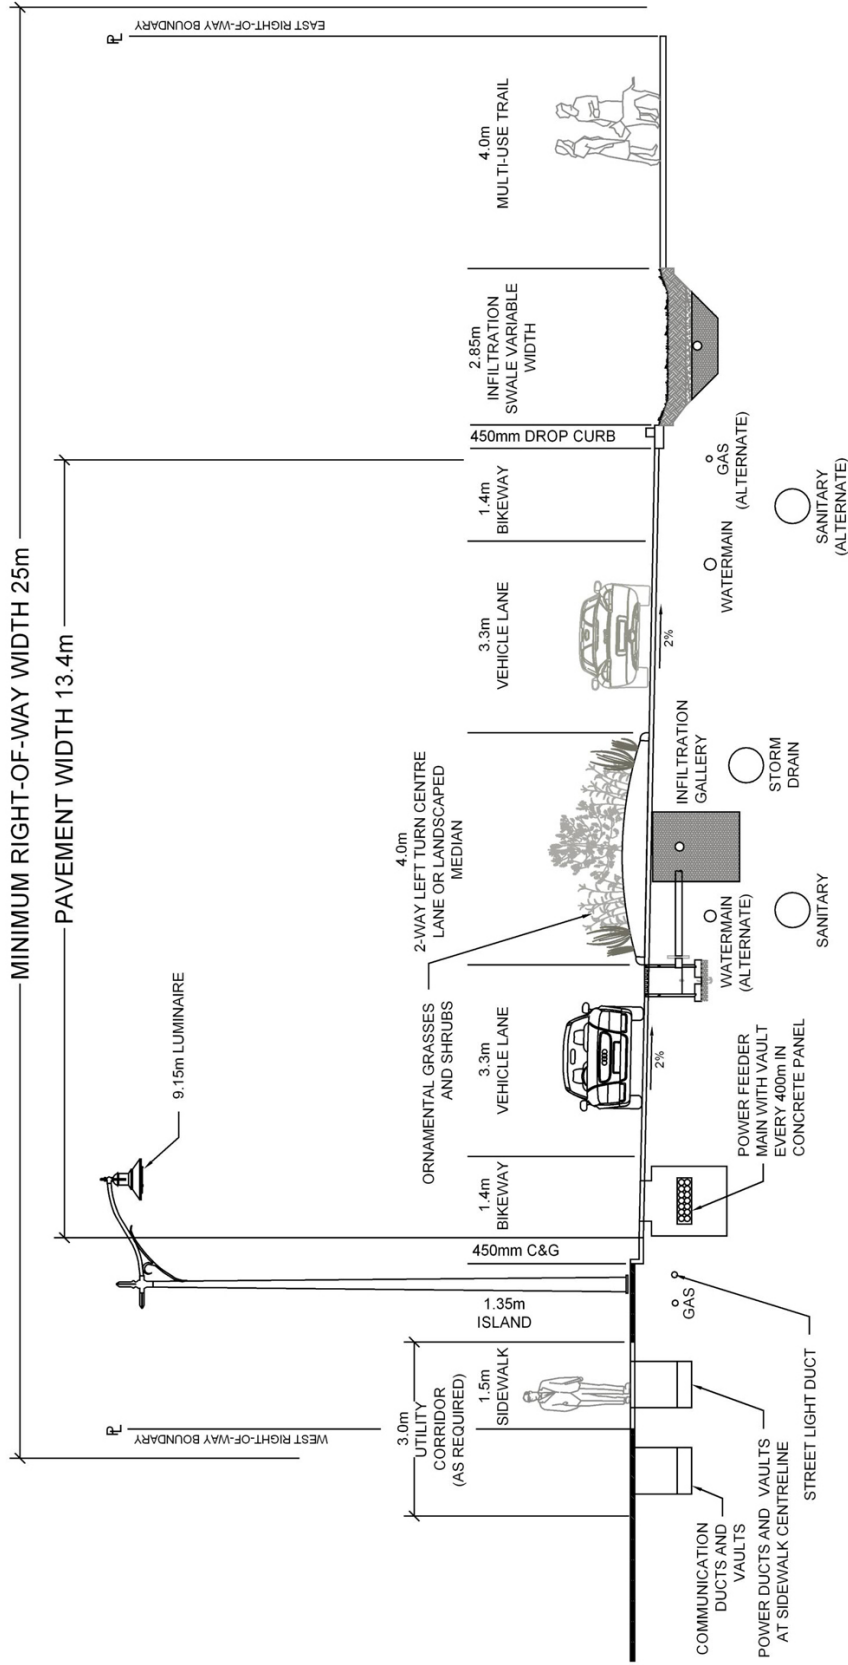 MINIMUM RIGHT-OF-WAY WIDTH 25m
PAVEMENT WIDTH 13.4m
9.15m LUMINAIRE
PL
WEST RIGHT-OF-WAY BOUNDARY
PL
EAST RIGHT-OF-WAY BOUNDARY
3.0m
UTILITY
CORRIDOR
(AS REQUIRED)
1.5m
SIDEWALK
1.35m
ISLAND
450mm C&G
1.4m
BIKEWAY
3.3m
VEHICLE LANE
ORNAMENTAL GRASSES
AND SHRUBS
4.0m
2-WAY LEFT TURN CENTRE
LANE OR LANDSCAPED
MEDIAN
3.3m
VEHICLE LANE
1.4m
BIKEWAY
450mm DROP CURB
2.85m
INFILTRATION
SWALE VARIABLE
WIDTH
4.0m
MULTI-USE TRAIL
2%
2%
COMMUNICATION
DUCTS AND
VAULTS
POWER DUCTS AND VAULTS
AT SIDEWALK CENTRELINE
GAS
STREET LIGHT DUCT
POWER FEEDER
MAIN WITH VAULT
EVERY 400m IN
CONCRETE PANEL
WATERMAIN
(ALTERNATE)
SANITARY
INFILTRATION
GALLERY
STORM
DRAIN
WATERMAIN
GAS
(ALTERNATE)
SANITARY
(ALTERNATE)